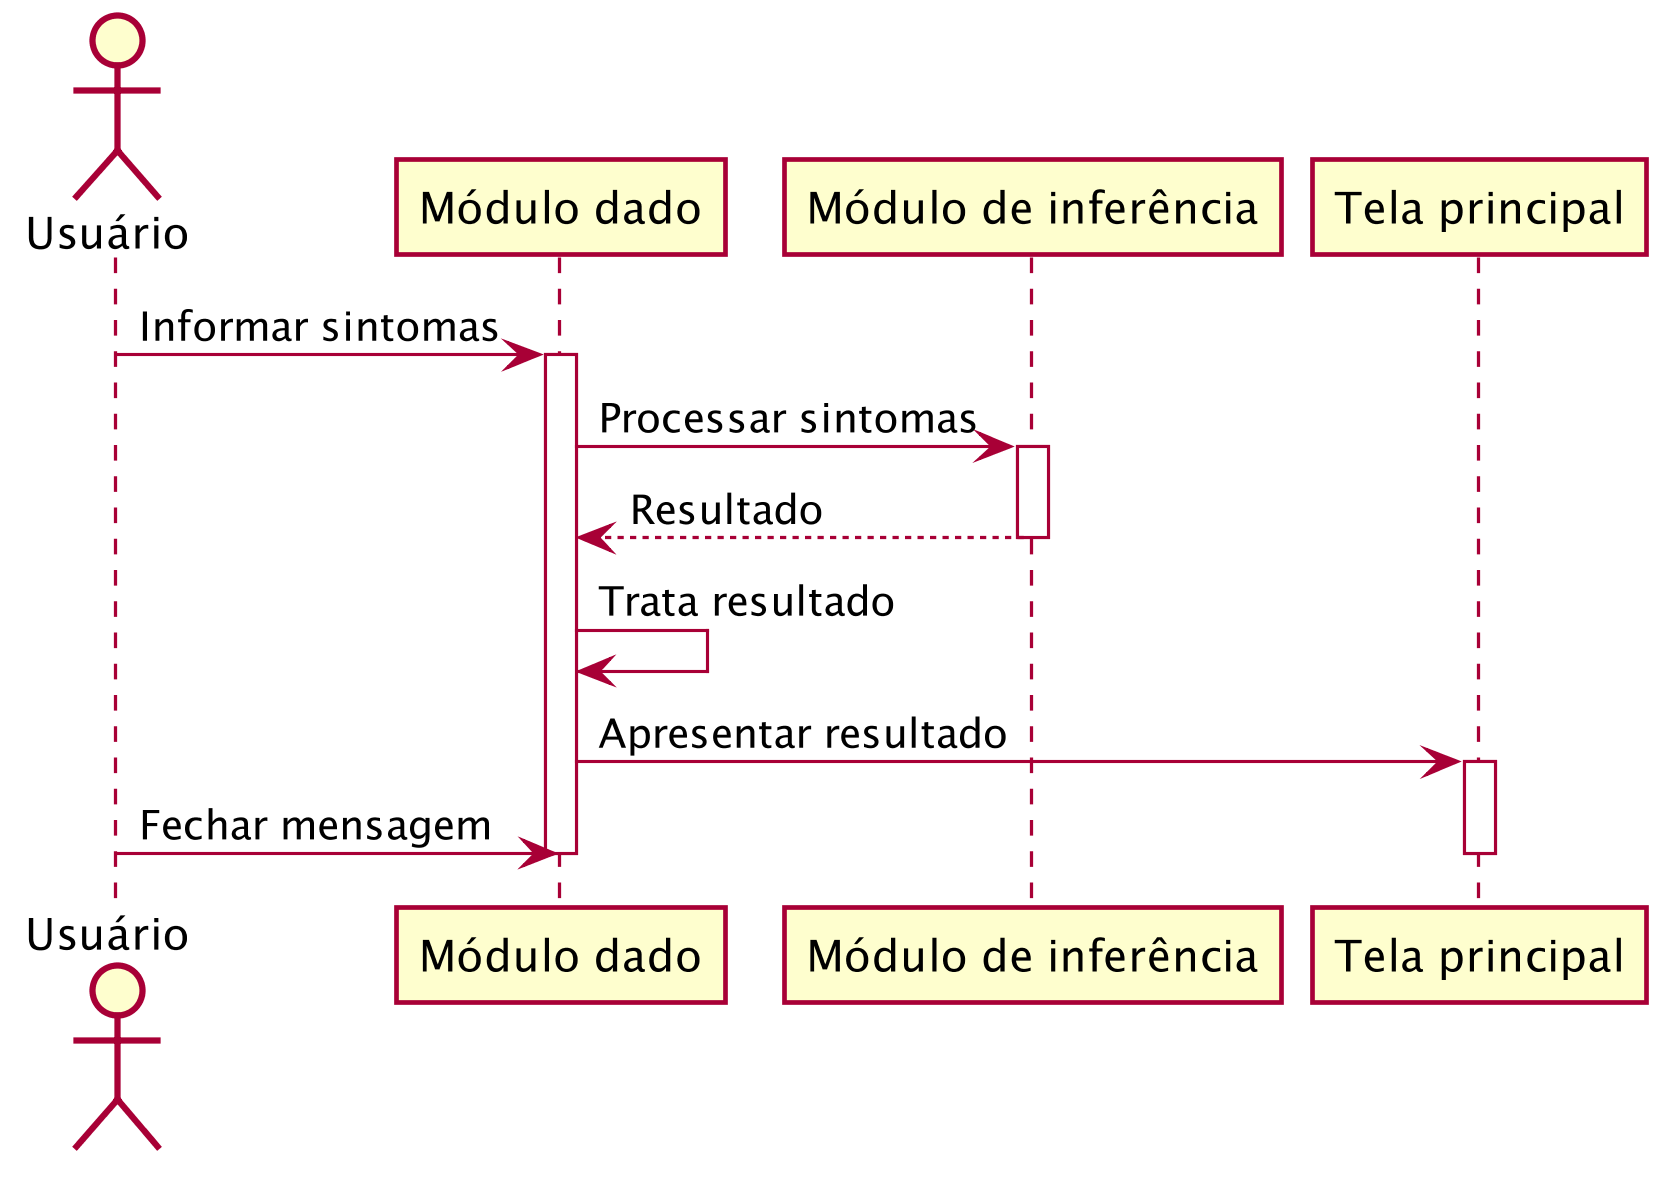 Usuário
Módulo dado
Módulo de inferência
Tela principal
Informar sintomas
Processar sintomas
Resultado
Trata resultado
Apresentar resultado
Fechar mensagem
Usuário
Módulo dado
Módulo de inferência
Tela principal